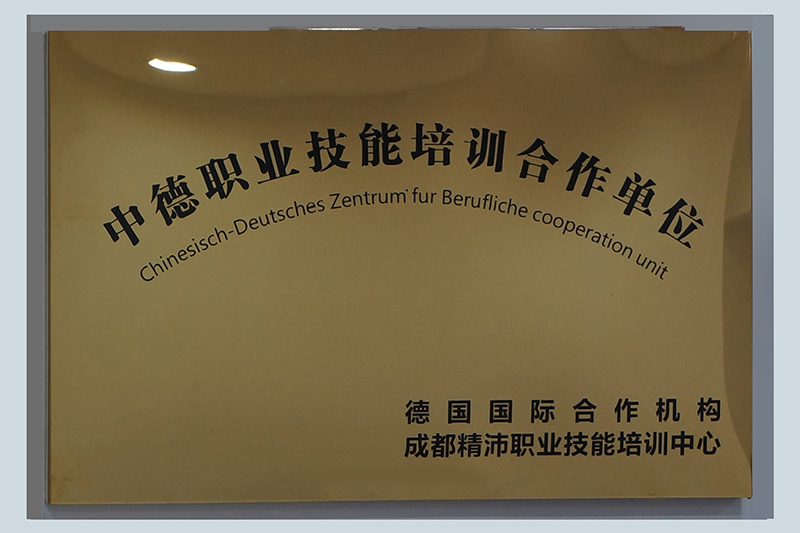 中德职业技能培训合作单位
Chinesisch-Deutsches Zentrum fur Berufliche cooperation unit
德国国际合作机构
成都精沛职业技能培训中心